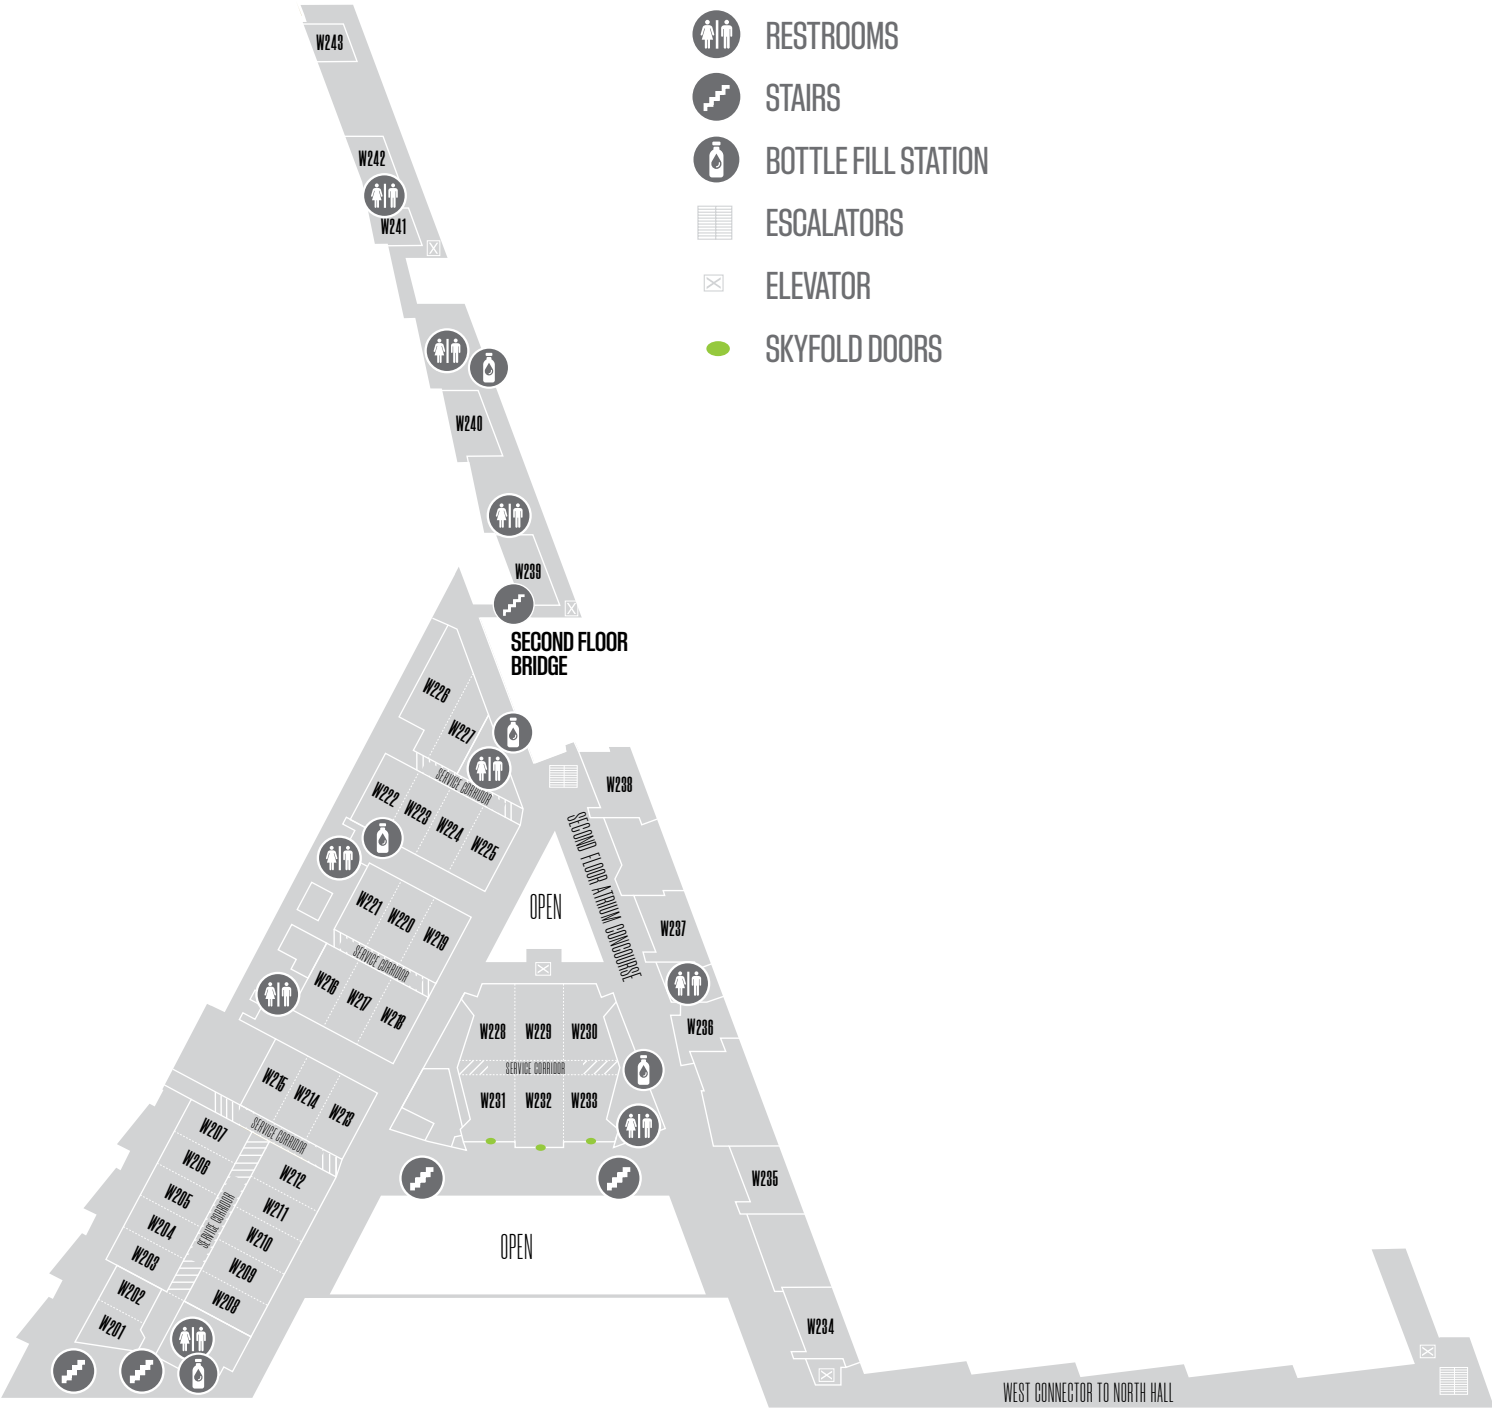 RESTROOMS
STAIRS
BOTTLE FILL STATION
ESCALATORS
ELEVATOR
SKYFOLD DOORS
W243
W242
W241
W240
W239
SECOND FLOOR
BRIDGE
W226
W227
SERVICE CORRIDOR
W222
W223
W224
W225
W238
SECOND FLOOR ATRIUM CONCOURSE
OPEN
W221
W220
W219
SERVICE CORRIDOR
W216
W217
W218
W237
W236
W228
W229
W230
SERVICE CORRIDOR
W231
W232
W233
W215
W214
W213
SERVICE CORRIDOR
W207
W206
W205
W204
W203
W202
W201
SERVICE CORRIDOR
W212
W211
W210
W209
W208
W235
OPEN
W234
WEST CONNECTOR TO NORTH HALL